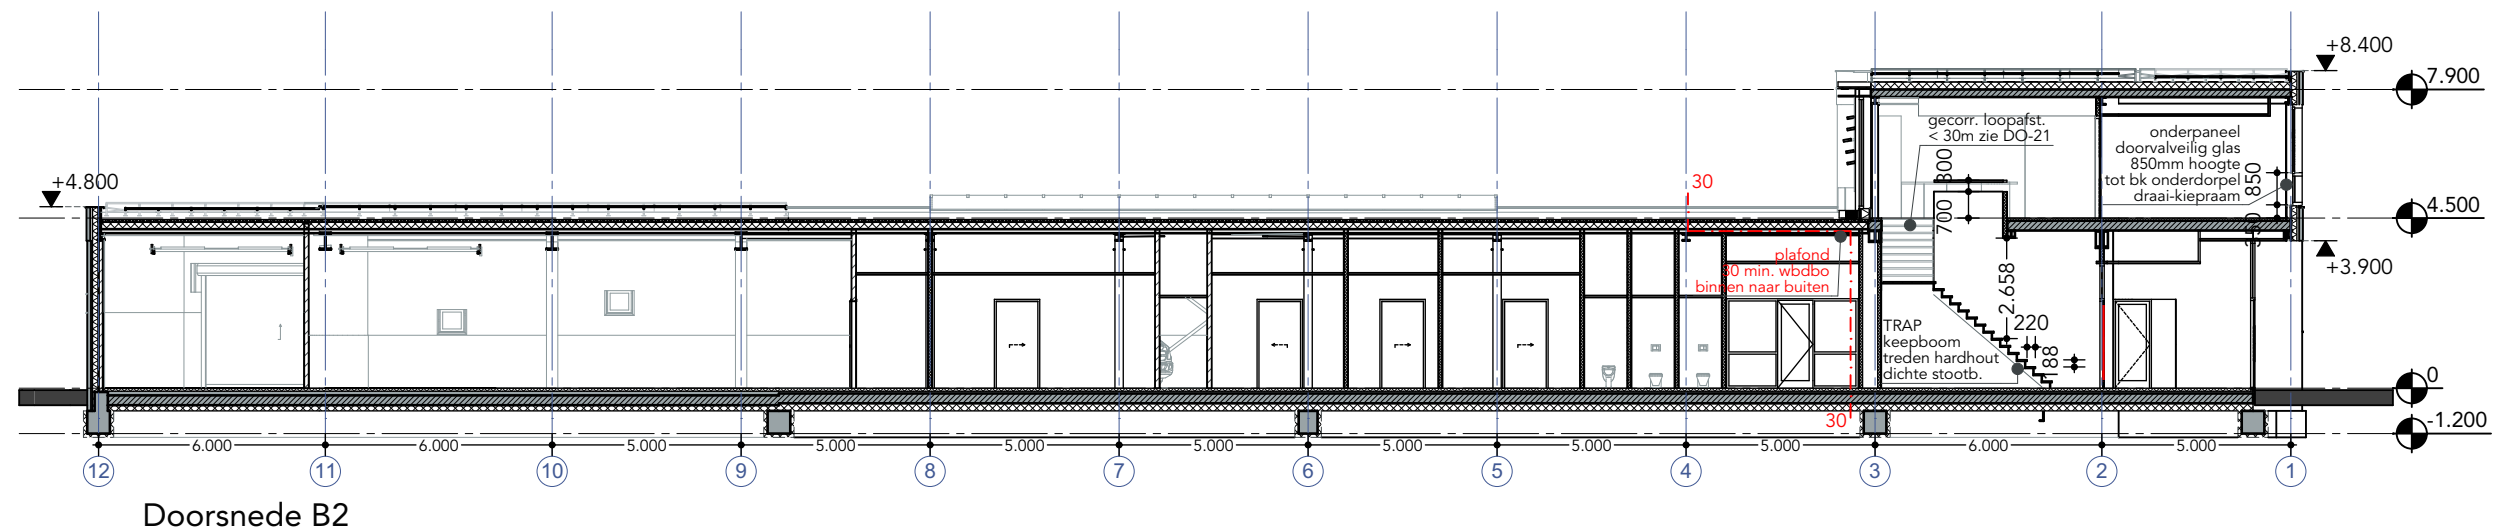 +8.400
7.900
gecorr. loopafst.
< 30m zie DO-21
onderpaneel
doorvalveilig glas
850mm hoogte
tot bk onderdorpel
draai-kiepraam
300
850
+4.800
30
700
4.500
plafond
30 min. wbdbo
binnen naar buiten
+3.900
2.658
TRAP
keepboom
treden hardhout
dichte stootb.
220
188
0
30
-1.200
6.000 6.000 5.000 5.000 5.000 5.000 5.000 5.000 5.000 6.000 5.000
12 11 10 9 8 7 6 5 4 3 2 1
Doorsnede B2